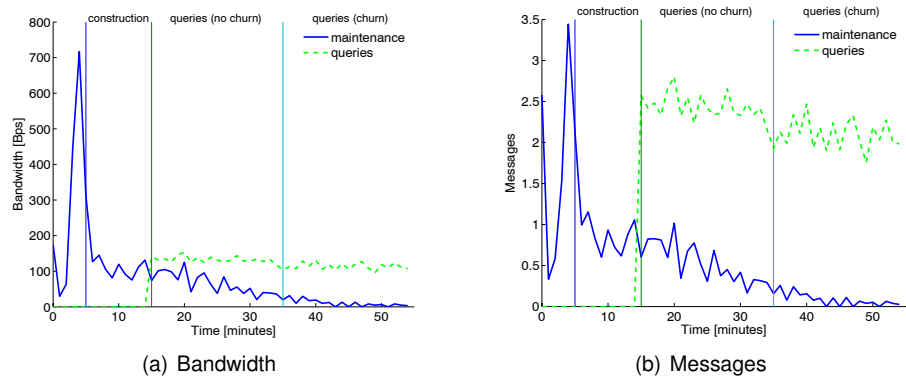 construction queries (no churn) queries (churn)
800
700
600
500
400
300
200
100
0
Bandwidth [Bps]
maintenance
queries
0 10 20 30 40 50
Time [minutes]
(a) Bandwidth
construction queries (no churn) queries (churn)
3.5
3
2.5
2
1.5
1
0.5
0
Messages
maintenance
queries
0 10 20 30 40 50
Time [minutes]
(b) Messages